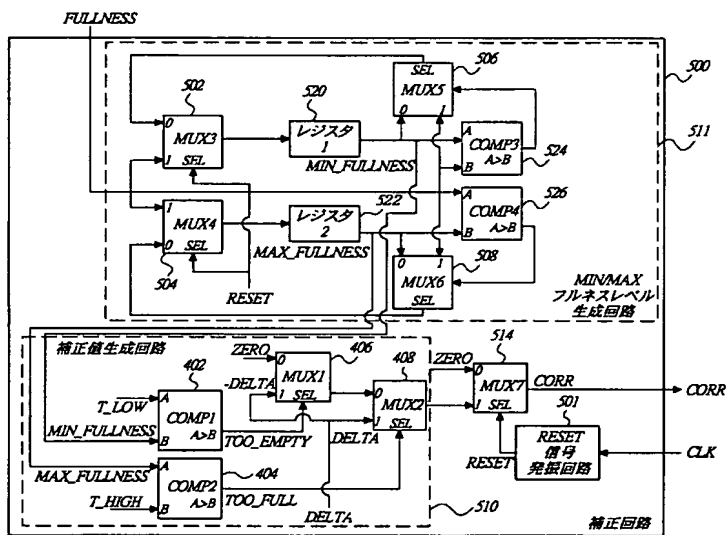 FULLNESS
500
511
502
0
MUX3
1
SEL
520
レジスタ
1
MIN_FULLNESS
506
SEL
MUX5
0
1
A
COMP3
B
A>B
524
504
1
MUX4
0
SEL
522
レジスタ
2
MAX_FULLNESS
A
COMP4
B
A>B
526
0
1
MUX6
SEL
508
RESET
MIN/MAX
フルネスレベル
生成回路
補正値生成回路
402
T_LOW
A
COMP1
MIN_FULLNESS
B
A>B
TOO_EMPTY
ZERO
0
-DELTA
MUX1
1
SEL
406
408
0
MUX2
1
SEL
DELTA
MAX_FULLNESS
A
COMP2
T_HIGH
B
A>B
404
TOO_FULL
DELTA
510
ZERO
514
0
MUX7
1
SEL
CORR
CORR
501
RESET
信号
発振回路
RESET
CLK
補正回路